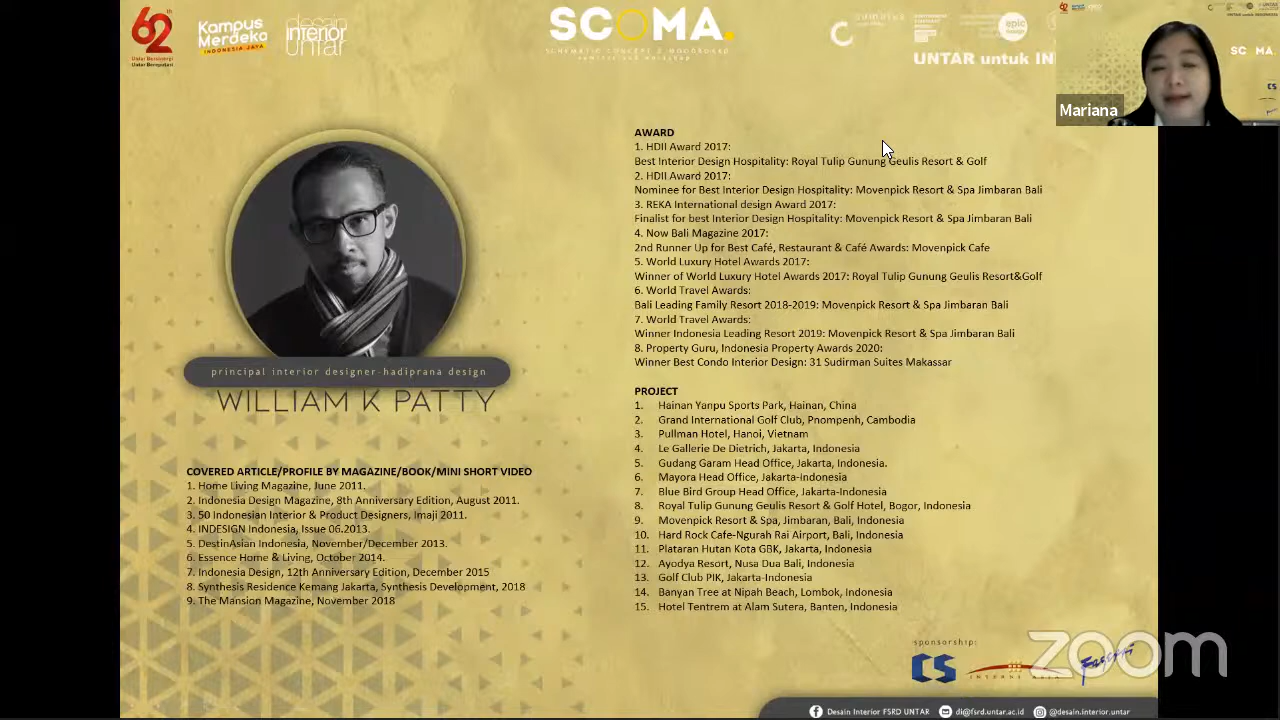 62th
Untar Bersinergi
Untar Bereputasi
Kampus
Merdeka
INDONESIA JAYA
desain
interior
untar
SCOMA.
SCHEMATIC CONCEPT & MOODBOARD
seminar and workshop
epic
UNTAR untuk IN
Mariana
principal interior designer-hadiprana design
WILLIAM K PATTY
COVERED ARTICLE/PROFILE BY MAGAZINE/BOOK/MINI SHORT VIDEO
1. Home Living Magazine, June 2011.
2. Indonesia Design Magazine, 8th Anniversary Edition, August 2011.
3. 50 Indonesian Interior & Product Designers, Imaji 2011.
4. INDESIGN Indonesia, Issue 06.2013.
5. DestinAsian Indonesia, November/December 2013.
6. Essence Home & Living, October 2014.
7. Indonesia Design, 12th Anniversary Edition, December 2015
8. Synthesis Residence Kemang Jakarta, Synthesis Development, 2018
9. The Mansion Magazine, November 2018
AWARD
1. HDII Award 2017:
Best Interior Design Hospitality: Royal Tulip Gunung Geulis Resort & Golf
2. HDII Award 2017:
Nominee for Best Interior Design Hospitality: Movenpick Resort & Spa Jimbaran Bali
3. REKA International design Award 2017:
Finalist for best Interior Design Hospitality: Movenpick Resort & Spa Jimbaran Bali
4. Now Bali Magazine 2017:
2nd Runner Up for Best Café, Restaurant & Café Awards: Movenpick Cafe
5. World Luxury Hotel Awards 2017:
Winner of World Luxury Hotel Awards 2017: Royal Tulip Gunung Geulis Resort&Golf
6. World Travel Awards:
Bali Leading Family Resort 2018-2019: Movenpick Resort & Spa Jimbaran Bali
7. World Travel Awards:
Winner Indonesia Leading Resort 2019: Movenpick Resort & Spa Jimbaran Bali
8. Property Guru, Indonesia Property Awards 2020:
Winner Best Condo Interior Design: 31 Sudirman Suites Makassar
PROJECT
1. Hainan Yanpu Sports Park, Hainan, China
2. Grand International Golf Club, Pnompenh, Cambodia
3. Pullman Hotel, Hanoi, Vietnam
4. Le Gallerie De Dietrich, Jakarta, Indonesia
5. Gudang Garam Head Office, Jakarta, Indonesia.
6. Mayora Head Office, Jakarta-Indonesia
7. Blue Bird Group Head Office, Jakarta-Indonesia
8. Royal Tulip Gunung Geulis Resort & Golf Hotel, Bogor, Indonesia
9. Movenpick Resort & Spa, Jimbaran, Bali, Indonesia
10. Hard Rock Cafe-Ngurah Rai Airport, Bali, Indonesia
11. Plataran Hutan Kota GBK, Jakarta, Indonesia
12. Ayodya Resort, Nusa Dua Bali, Indonesia
13. Golf Club PIK, Jakarta-Indonesia
14. Banyan Tree at Nipah Beach, Lombok, Indonesia
15. Hotel Tentrem at Alam Sutera, Banten, Indonesia
sponsorship:
CS
zoom
Desain Interior FSRD UNTAR di@fsrd.untar.ac.id @desain.interior.untar